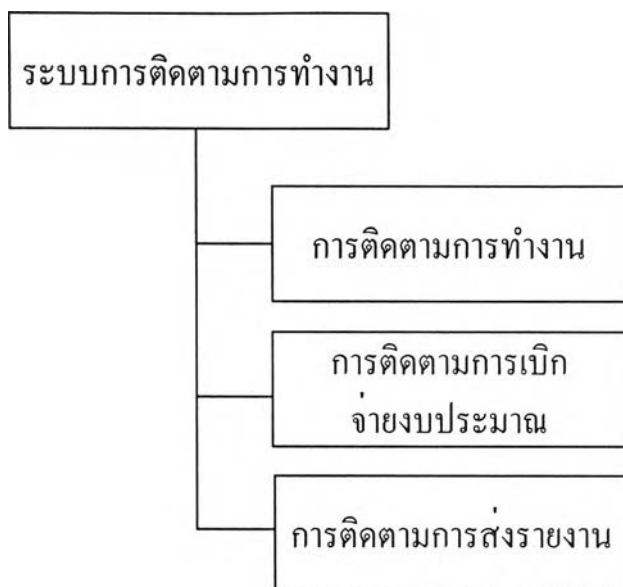 ระบบการติดตามการทำงาน
การติดตามการทำงาน
การติดตามการเบิก
จ่ายงบประมาณ
การติดตามการส่งรายงาน